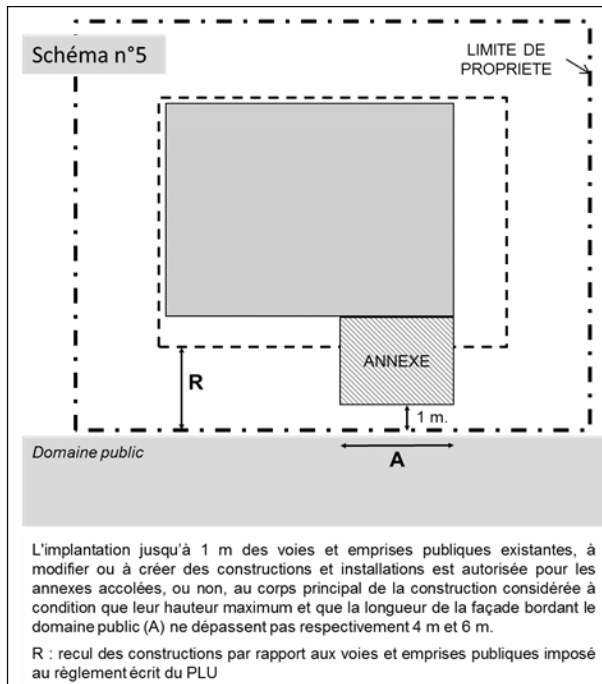 Schéma n°5
LIMITE DE
PROPRIETE
ANNEXE
R
1 m.
A
Domaine public
L'implantation jusqu'à 1 m des voies et emprises publiques existantes, à
modifier ou à créer des constructions et installations est autorisée pour les
annexes accolées, ou non, au corps principal de la construction considérée à
condition que leur hauteur maximum et que la longueur de la façade bordant le
domaine public (A) ne dépassent pas respectivement 4 m et 6 m.
R : recul des constructions par rapport aux voies et emprises publiques imposé
au règlement écrit du PLU